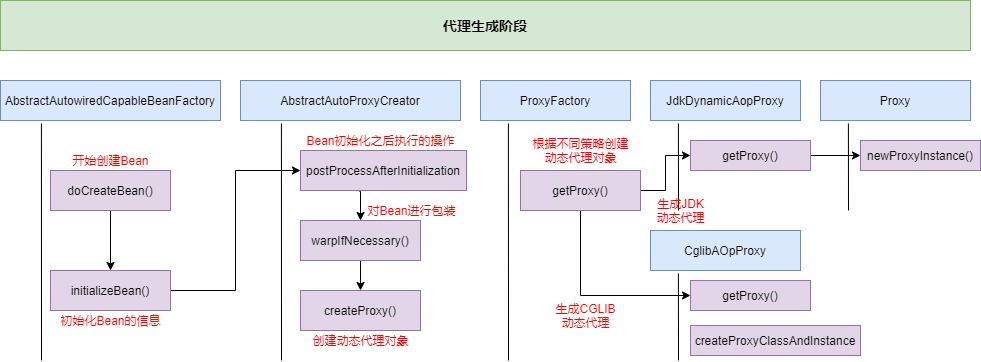 代理生成阶段
AbstractAutowiredCapableBeanFactory
AbstractAutoProxyCreator
ProxyFactory
JdkDynamicAopProxy
Proxy
开始创建Bean
doCreateBean()
initializeBean()
初始化Bean的信息
Bean初始化之后执行的操作
postProcessAfterInitialization
对Bean进行包装
warpIfNecessary()
createProxy()
创建动态代理对象
根据不同策略创建
动态代理对象
getProxy()
生成JDK
动态代理
生成CGLIB
动态代理
getProxy()
newProxyInstance()
CglibAOpProxy
getProxy()
createProxyClassAndInstance